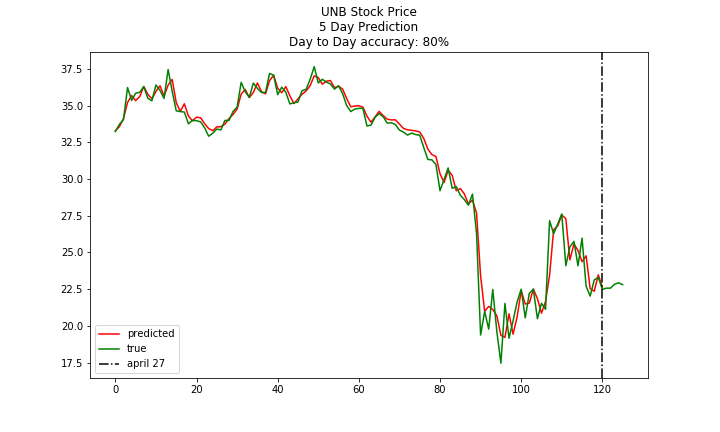 UNB Stock Price
5 Day Prediction
Day to Day accuracy: 80%
37.5
35.0
32.5
30.0
27.5
25.0
22.5
20.0
17.5
predicted
true
april 27
0 20 40 60 80 100 120